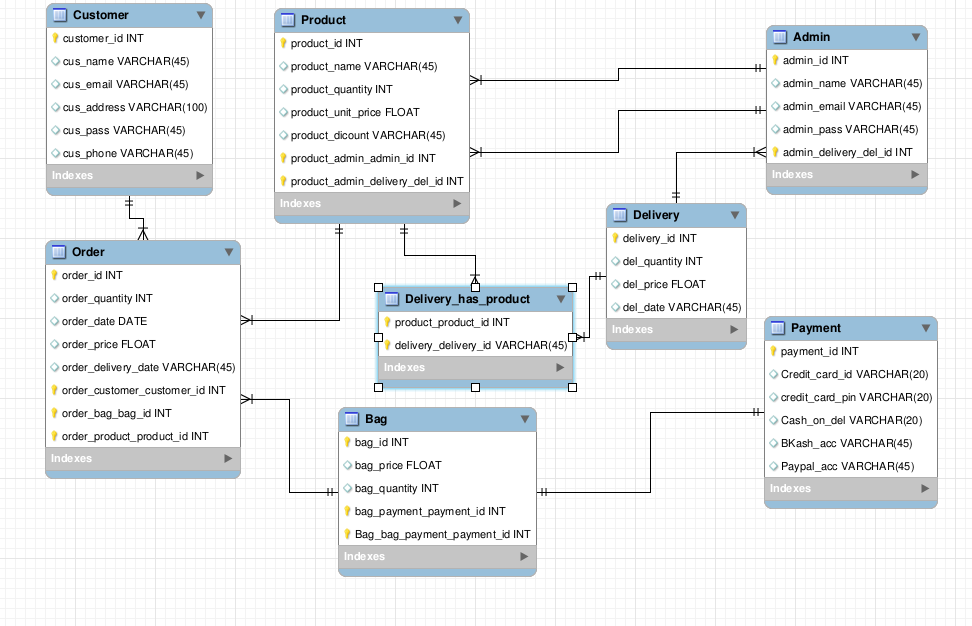 Customer
customer_id INT
cus_name VARCHAR(45)
cus_email VARCHAR(45)
cus_address VARCHAR(100)
cus_pass VARCHAR(45)
cus_phone VARCHAR(45)
Indexes
Product
product_id INT
product_name VARCHAR(45)
product_quantity INT
product_unit_price FLOAT
product_dicount VARCHAR(45)
product_admin_admin_id INT
product_admin_delivery_del_id INT
Indexes
Admin
admin_id INT
admin_name VARCHAR(45)
admin_email VARCHAR(45)
admin_pass VARCHAR(45)
admin_delivery_del_id INT
Indexes
Order
order_id INT
order_quantity INT
order_date DATE
order_price FLOAT
order_delivery_date VARCHAR(45)
order_customer_customer_id INT
order_bag_bag_id INT
order_product_product_id INT
Indexes
Delivery_has_product
product_product_id INT
delivery_delivery_id VARCHAR(45)
Indexes
Delivery
delivery_id INT
del_quantity INT
del_price FLOAT
del_date VARCHAR(45)
Indexes
Bag
bag_id INT
bag_price FLOAT
bag_quantity INT
bag_payment_payment_id INT
Bag_bag_payment_payment_id INT
Indexes
Payment
payment_id INT
Credit_card_id VARCHAR(20)
credit_card_pin VARCHAR(20)
Cash_on_del VARCHAR(20)
BKash_acc VARCHAR(45)
Paypal_acc VARCHAR(45)
Indexes